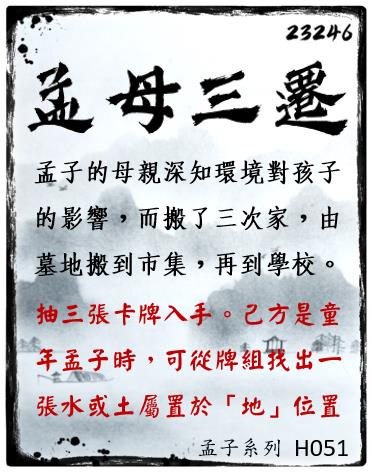 23246
孟母三遷
孟子的母親深知環境對孩子
的影響，而搬了三次家，由
墓地搬到市集，再到學校。
抽三張卡牌入手。己方是童
年孟子時，可從牌組找出一
張水或土屬置於「地」位置
孟子系列 H051